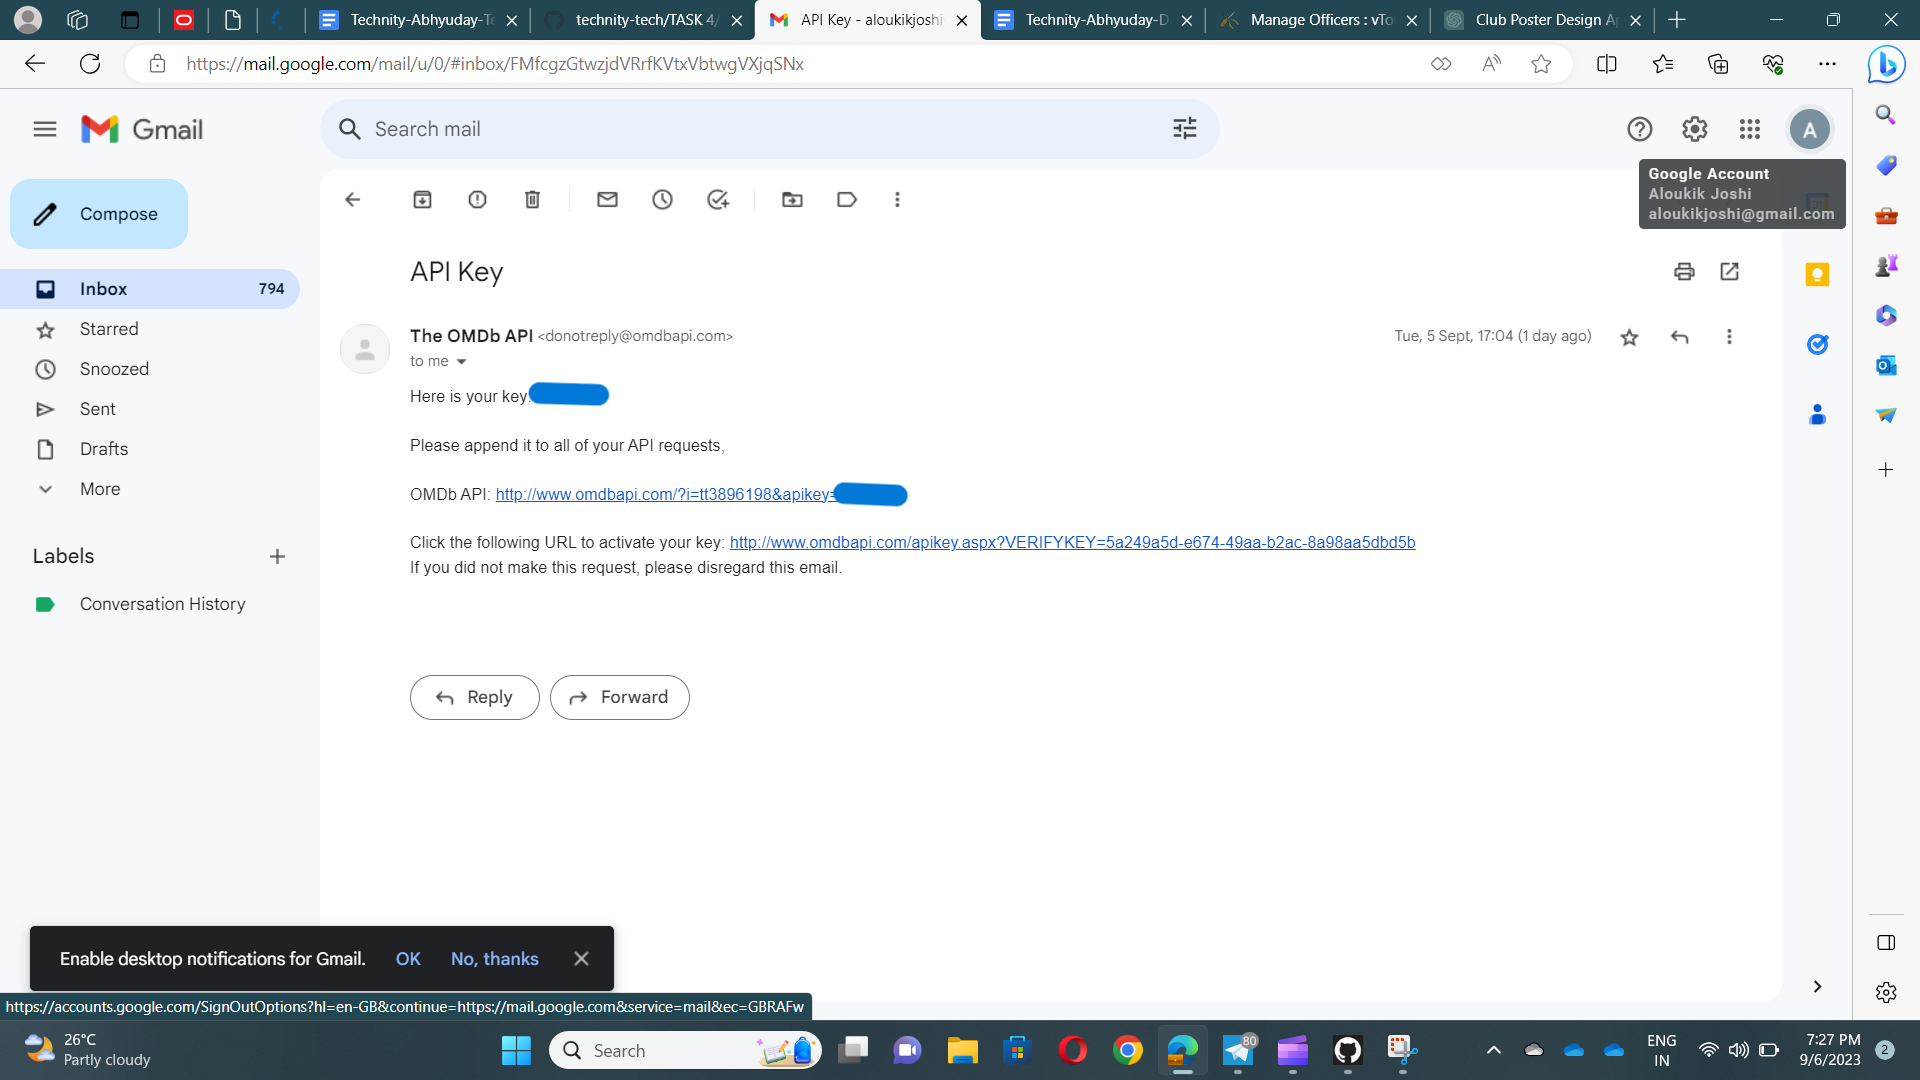 Technity-Abhyuday-Te
technity-tech/TASK 4/
API Key - aloukikjoshi
Technity-Abhyuday-D
Manage Officers : vTo
Club Poster Design A
https://mail.google.com/mail/u/0/#inbox/FMfcgzGtwzjdVRrfKVtxVbtwgVXjqSNx
Gmail
Search mail
A
Google Account
Aloukik Joshi
aloukikjoshi@gmail.com
Compose
Inbox 794
Starred
Snoozed
Sent
Drafts
More
Labels
Conversation History
API Key
The OMDb API <donotreply@omdbapi.com>
Tue, 5 Sept, 17:04 (1 day ago)
to me
Here is your key:
Please append it to all of your API requests,
OMDb API: http://www.omdbapi.com/?i=tt3896198&apikey=
Click the following URL to activate your key: http://www.omdbapi.com/apikey.aspx?VERIFYKEY=5a249a5d-e674-49aa-b2ac-8a98aa5dbd5b
If you did not make this request, please disregard this email.
Reply
Forward
Enable desktop notifications for Gmail. OK No, thanks
https://accounts.google.com/SignOutOptions?hl=en-GB&continue=https://mail.google.com&service=mail&ec=GBRAFw
26°C
Partly cloudy
Search
80
ENG
IN
7:27 PM
9/6/2023
2